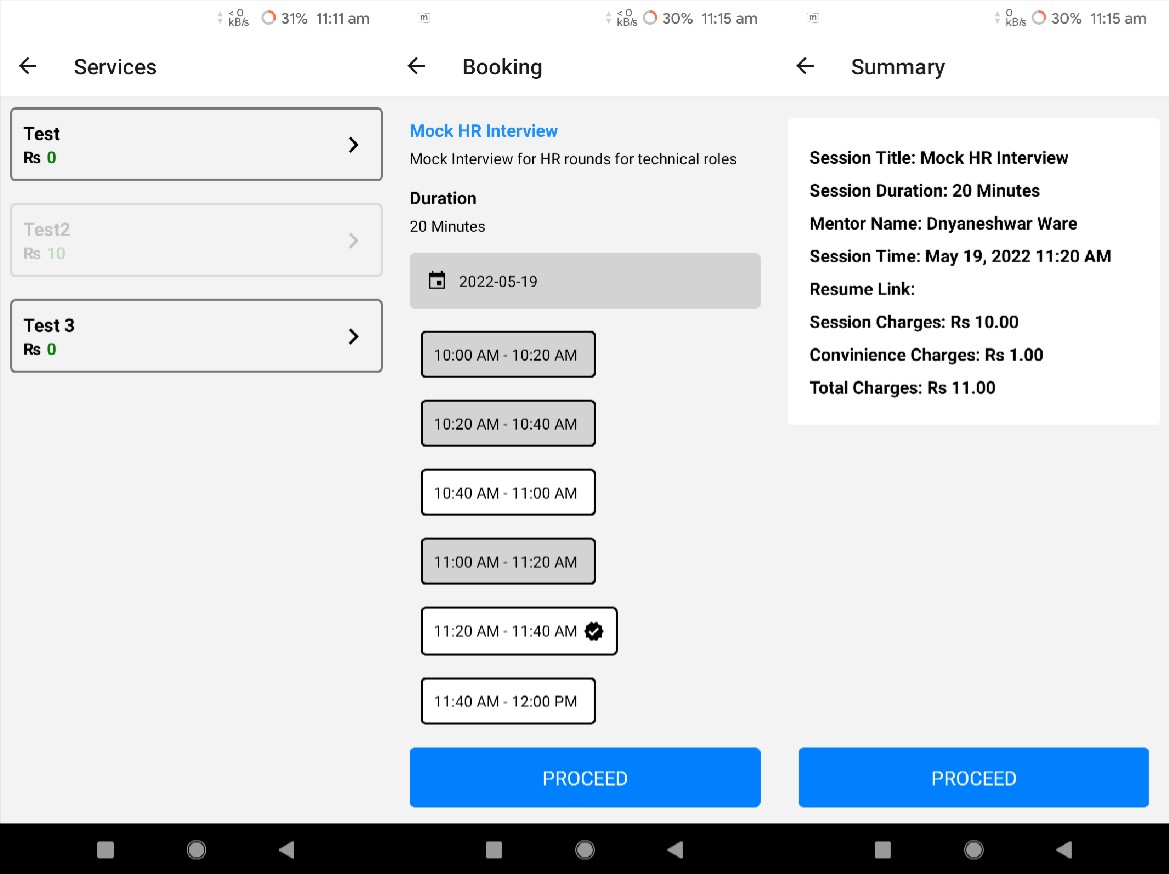 < 0
kB/s
31% 11:11 am
Services
Test
Rs 0
Test2
Rs 10
Test 3
Rs 0
m
< 0
kB/s
30% 11:15 am
Booking
Mock HR Interview
Mock Interview for HR rounds for technical roles
Duration
20 Minutes
2022-05-19
10:00 AM - 10:20 AM
10:20 AM - 10:40 AM
10:40 AM - 11:00 AM
11:00 AM - 11:20 AM
11:20 AM - 11:40 AM
11:40 AM - 12:00 PM
PROCEED
m
0
kB/s
30% 11:15 am
Summary
Session Title: Mock HR Interview
Session Duration: 20 Minutes
Mentor Name: Dnyaneshwar Ware
Session Time: May 19, 2022 11:20 AM
Resume Link:
Session Charges: Rs 10.00
Convinience Charges: Rs 1.00
Total Charges: Rs 11.00
PROCEED